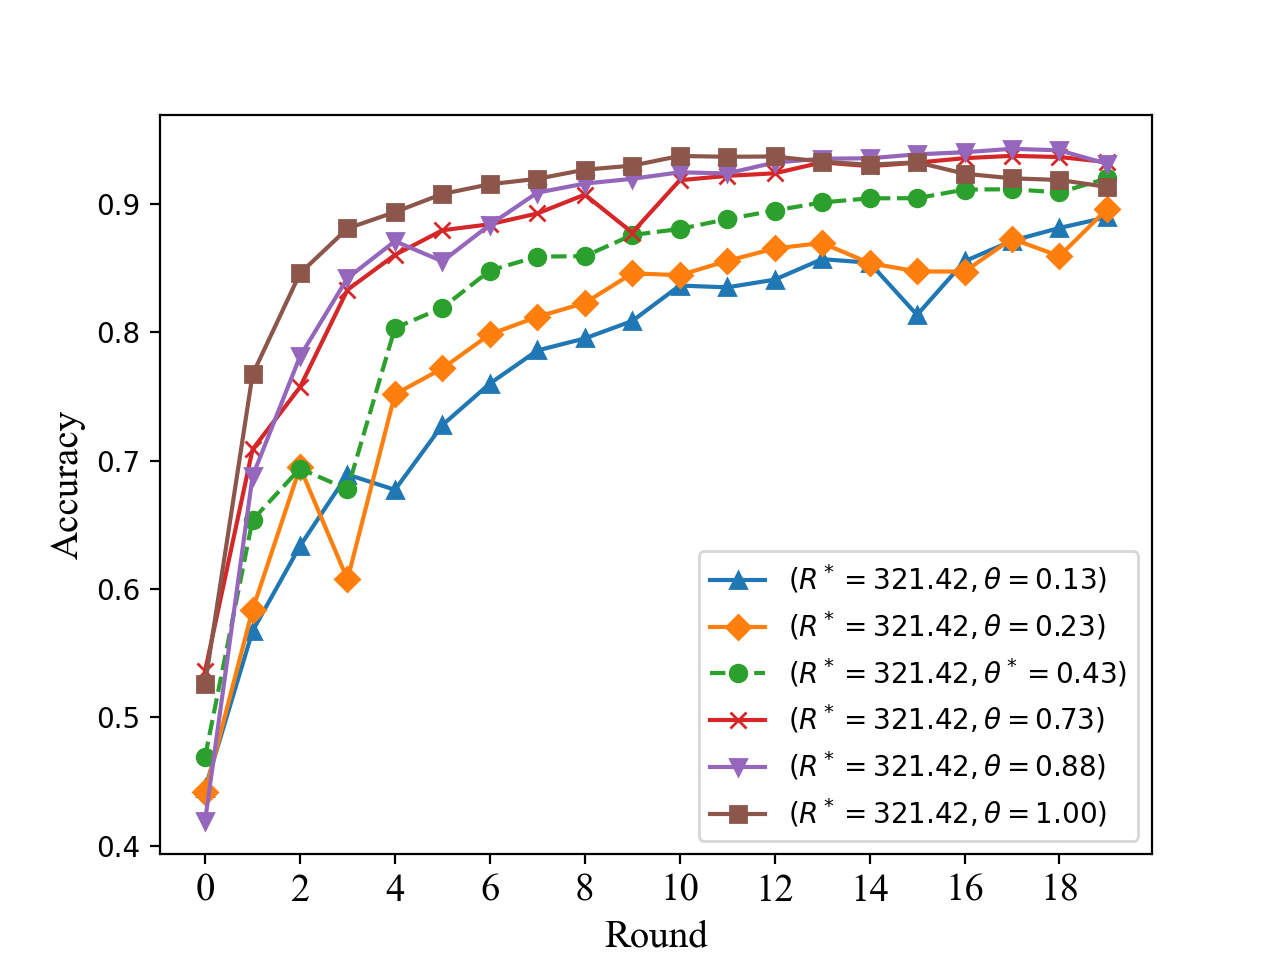 0.9
0.8
0.7
0.6
0.5
0.4
Accuracy
(R* = 321.42, θ = 0.13)
(R* = 321.42, θ = 0.23)
(R* = 321.42, θ* = 0.43)
(R* = 321.42, θ = 0.73)
(R* = 321.42, θ = 0.88)
(R* = 321.42, θ = 1.00)
0 2 4 6 8 10 12 14 16 18
Round